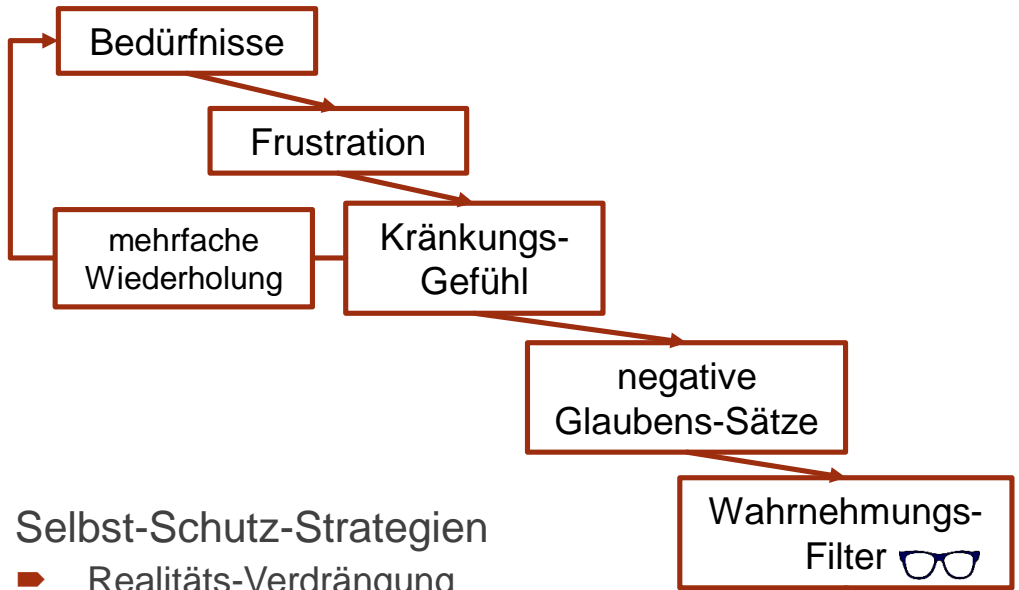 Bedürfnisse
Frustration
mehrfache
Wiederholung
Kränkungs-
Gefühl
negative
Glaubens-Sätze
Wahrnehmungs-
Filter
Selbst-Schutz-Strategien
Realitäts-Verdrängung